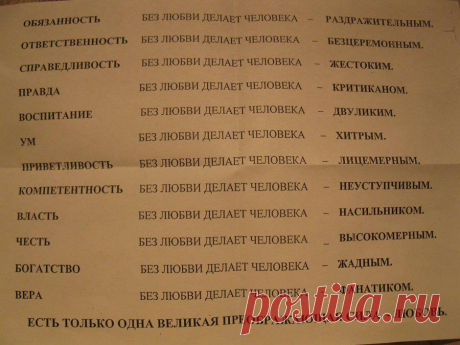 ОБЯЗАННОСТЬ БЕЗ ЛЮБВИ ДЕЛАЕТ ЧЕЛОВЕКА – РАЗДРАЖИТЕЛЬНЫМ.
ОТВЕТСТВЕННОСТЬ БЕЗ ЛЮБВИ ДЕЛАЕТ ЧЕЛОВЕКА – БЕЗЦЕРЕМОННЫМ.
СПРАВЕДЛИВОСТЬ БЕЗ ЛЮБВИ ДЕЛАЕТ ЧЕЛОВЕКА – ЖЕСТОКИМ.
ПРАВДА БЕЗ ЛЮБВИ ДЕЛАЕТ ЧЕЛОВЕКА – КРИТИКАНОМ.
ВОСПИТАНИЕ БЕЗ ЛЮБВИ ДЕЛАЕТ ЧЕЛОВЕКА – ДВУЛИКИМ.
УМ БЕЗ ЛЮБВИ ДЕЛАЕТ ЧЕЛОВЕКА – ХИТРЫМ.
ПРИВЕТЛИВОСТЬ БЕЗ ЛЮБВИ ДЕЛАЕТ ЧЕЛОВЕКА – ЛИЦЕМЕРНЫМ.
КОМПЕТЕНТНОСТЬ БЕЗ ЛЮБВИ ДЕЛАЕТ ЧЕЛОВЕКА – НЕУСТУПЧИВЫМ.
ВЛАСТЬ БЕЗ ЛЮБВИ ДЕЛАЕТ ЧЕЛОВЕКА – НАСИЛЬНИКОМ.
ЧЕСТЬ БЕЗ ЛЮБВИ ДЕЛАЕТ ЧЕЛОВЕКА – ВЫСОКОМЕРНЫМ.
БОГАТСТВО БЕЗ ЛЮБВИ ДЕЛАЕТ ЧЕЛОВЕКА – ЖАДНЫМ.
ВЕРА БЕЗ ЛЮБВИ ДЕЛАЕТ ЧЕЛОВЕКА – ФАНАТИКОМ.
ЕСТЬ ТОЛЬКО ОДНА ВЕЛИКАЯ ПРЕОБРАЖАЮЩАЯ СИЛА – ЛЮБОВЬ.
postila.ru